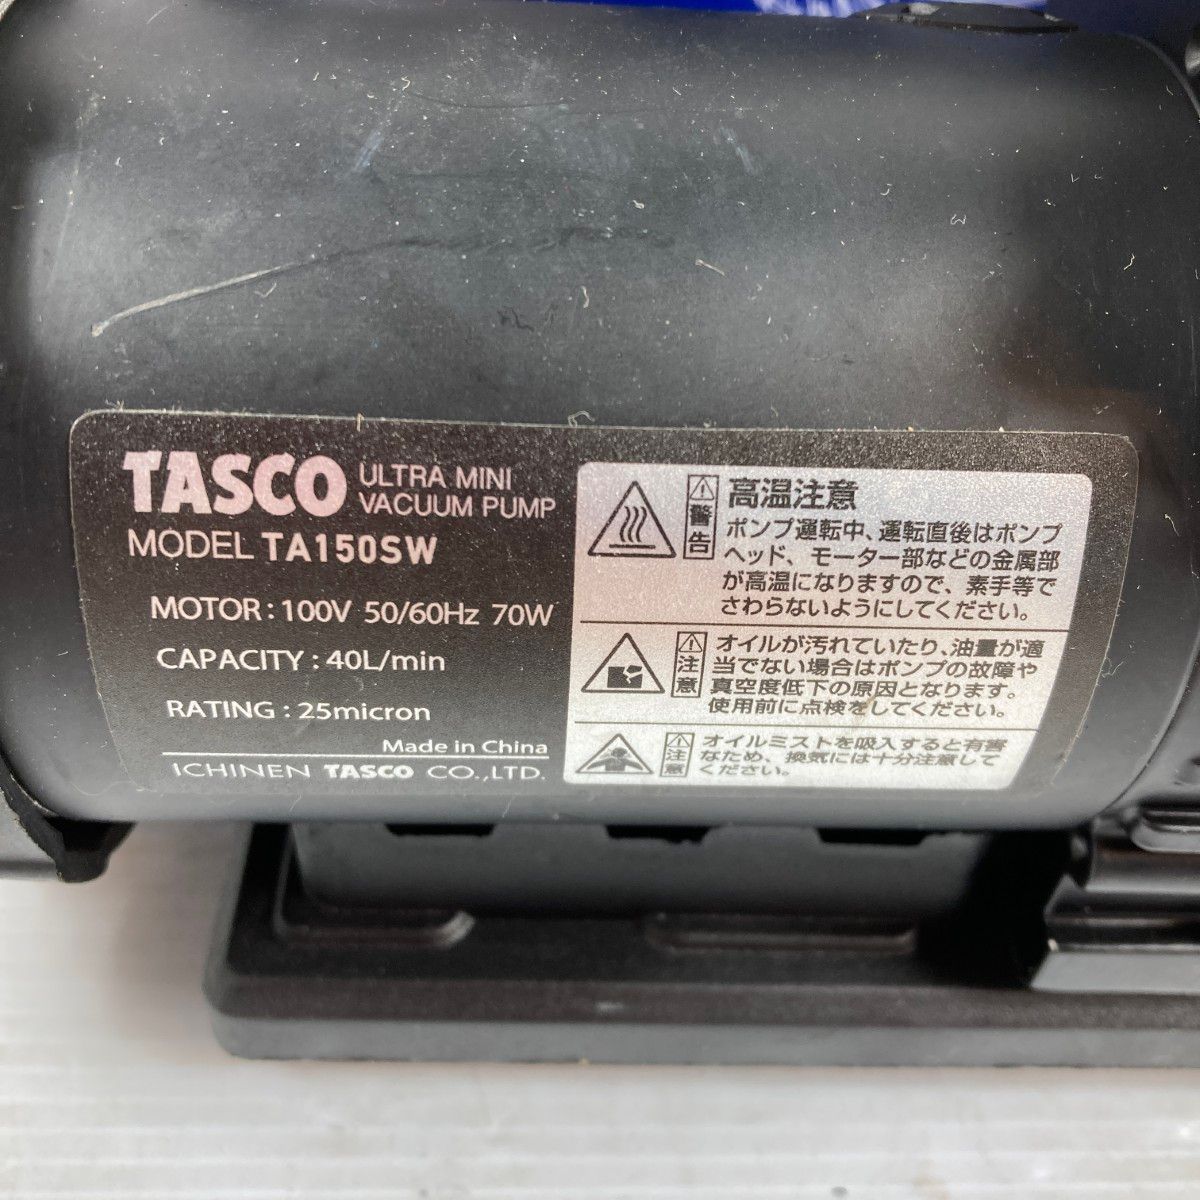 TASCO ULTRA MINI
VACUUM PUMP
MODEL TA150SW
MOTOR : 100V 50/60Hz 70W
CAPACITY : 40L/min
RATING : 25micron
Made in China
ICHINEN TASCO CO.,LTD.
警告
高温注意
ポンプ運転中、運転直後はポンプ
ヘッド、モーター部などの金属部
が高温になりますので、素手等で
さわらないようにしてください。
注意
オイルが汚れていたり、油量が適
当でない場合はポンプの故障や
真空度低下の原因となります。
使用前に点検をしてください。
注意
オイルミストを吸入すると有害
なため、換気には十分注意して
ください。